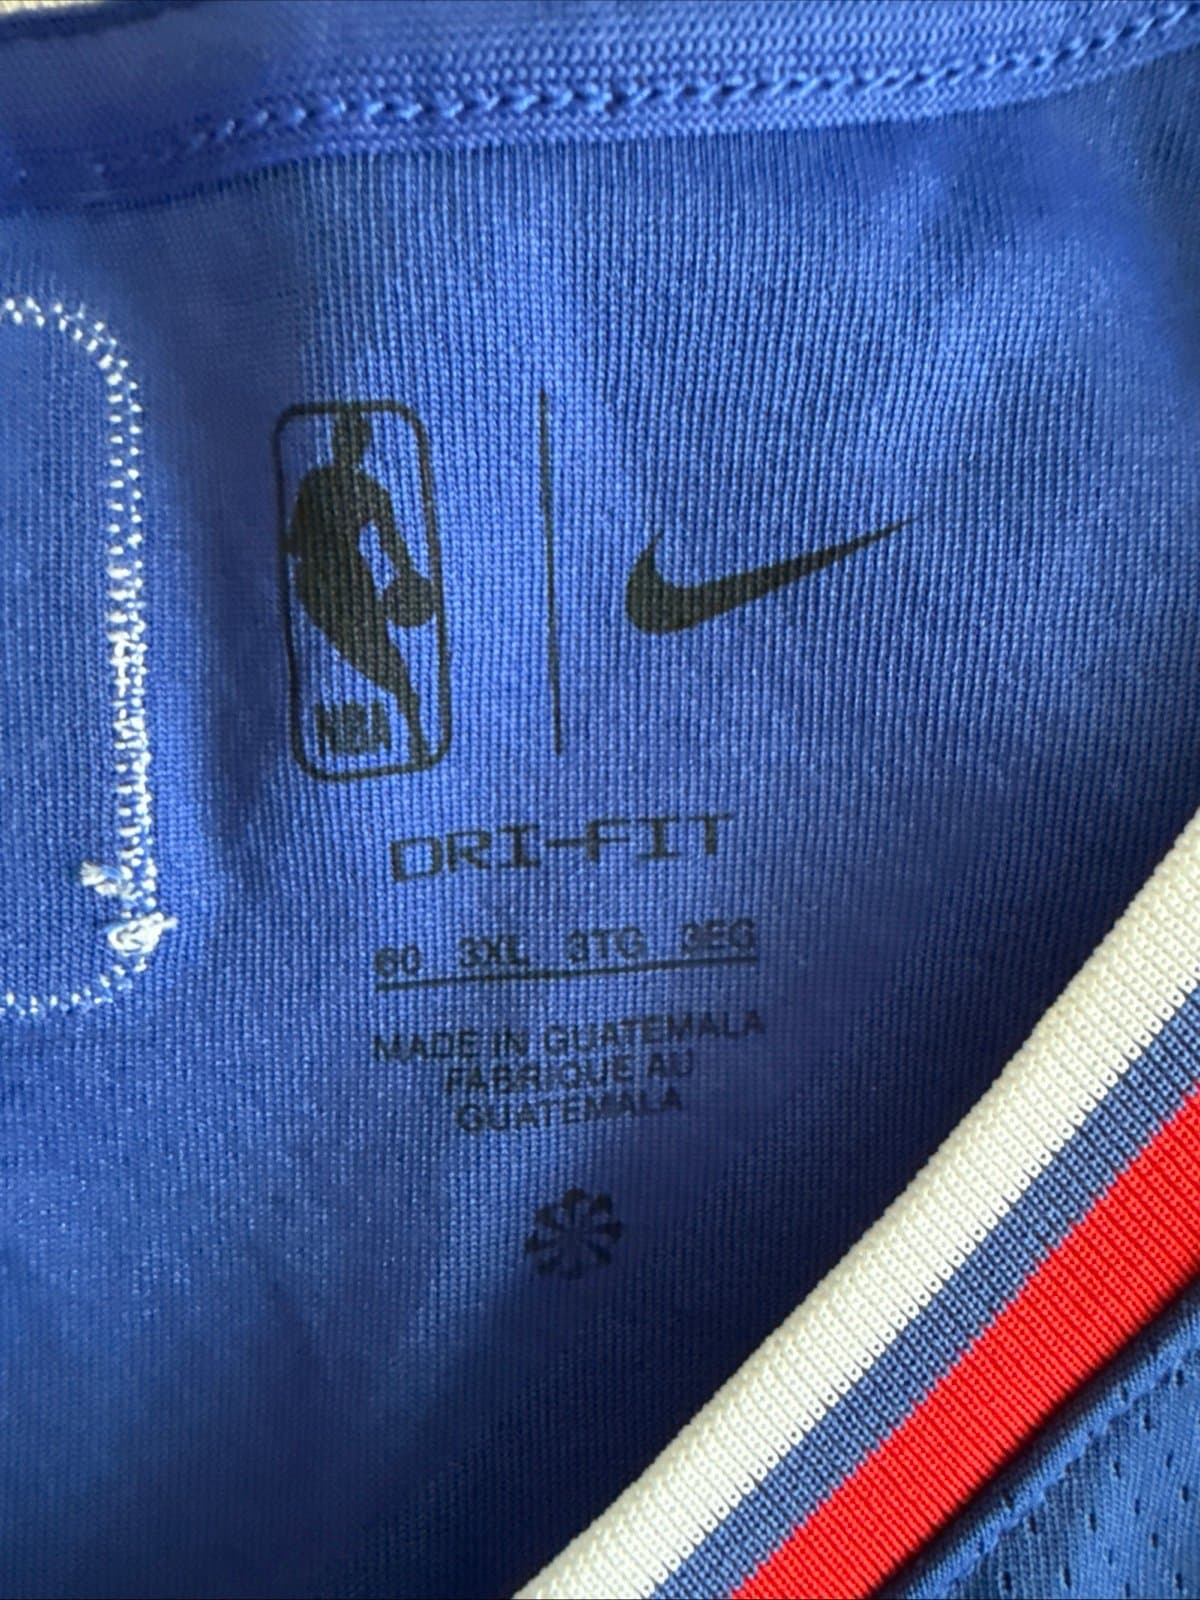 NBA
DRI-FIT
60 3XL 3TG 3EG
MADE IN GUATEMALA
FABRIQUE AU
GUATEMALA